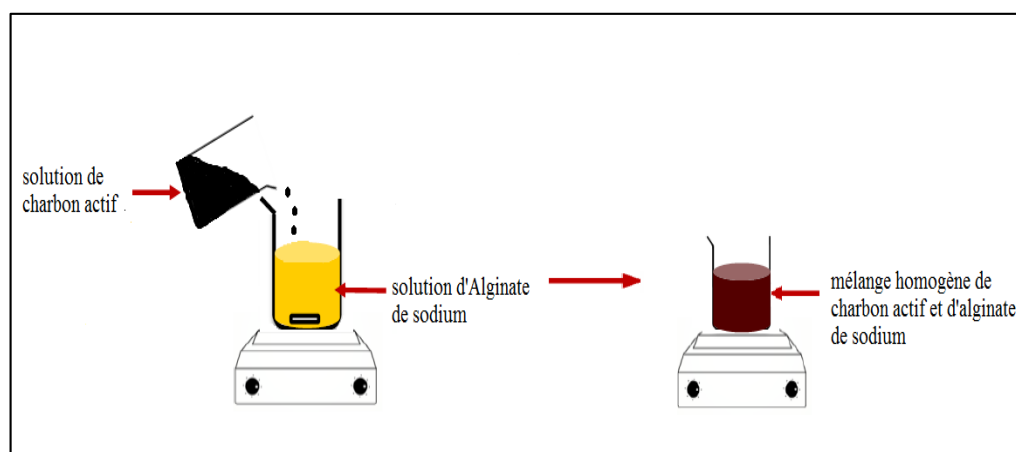 solution de
charbon actif
solution d'Alginate
de sodium
mélange homogène de
charbon actif et d'alginate
de sodium